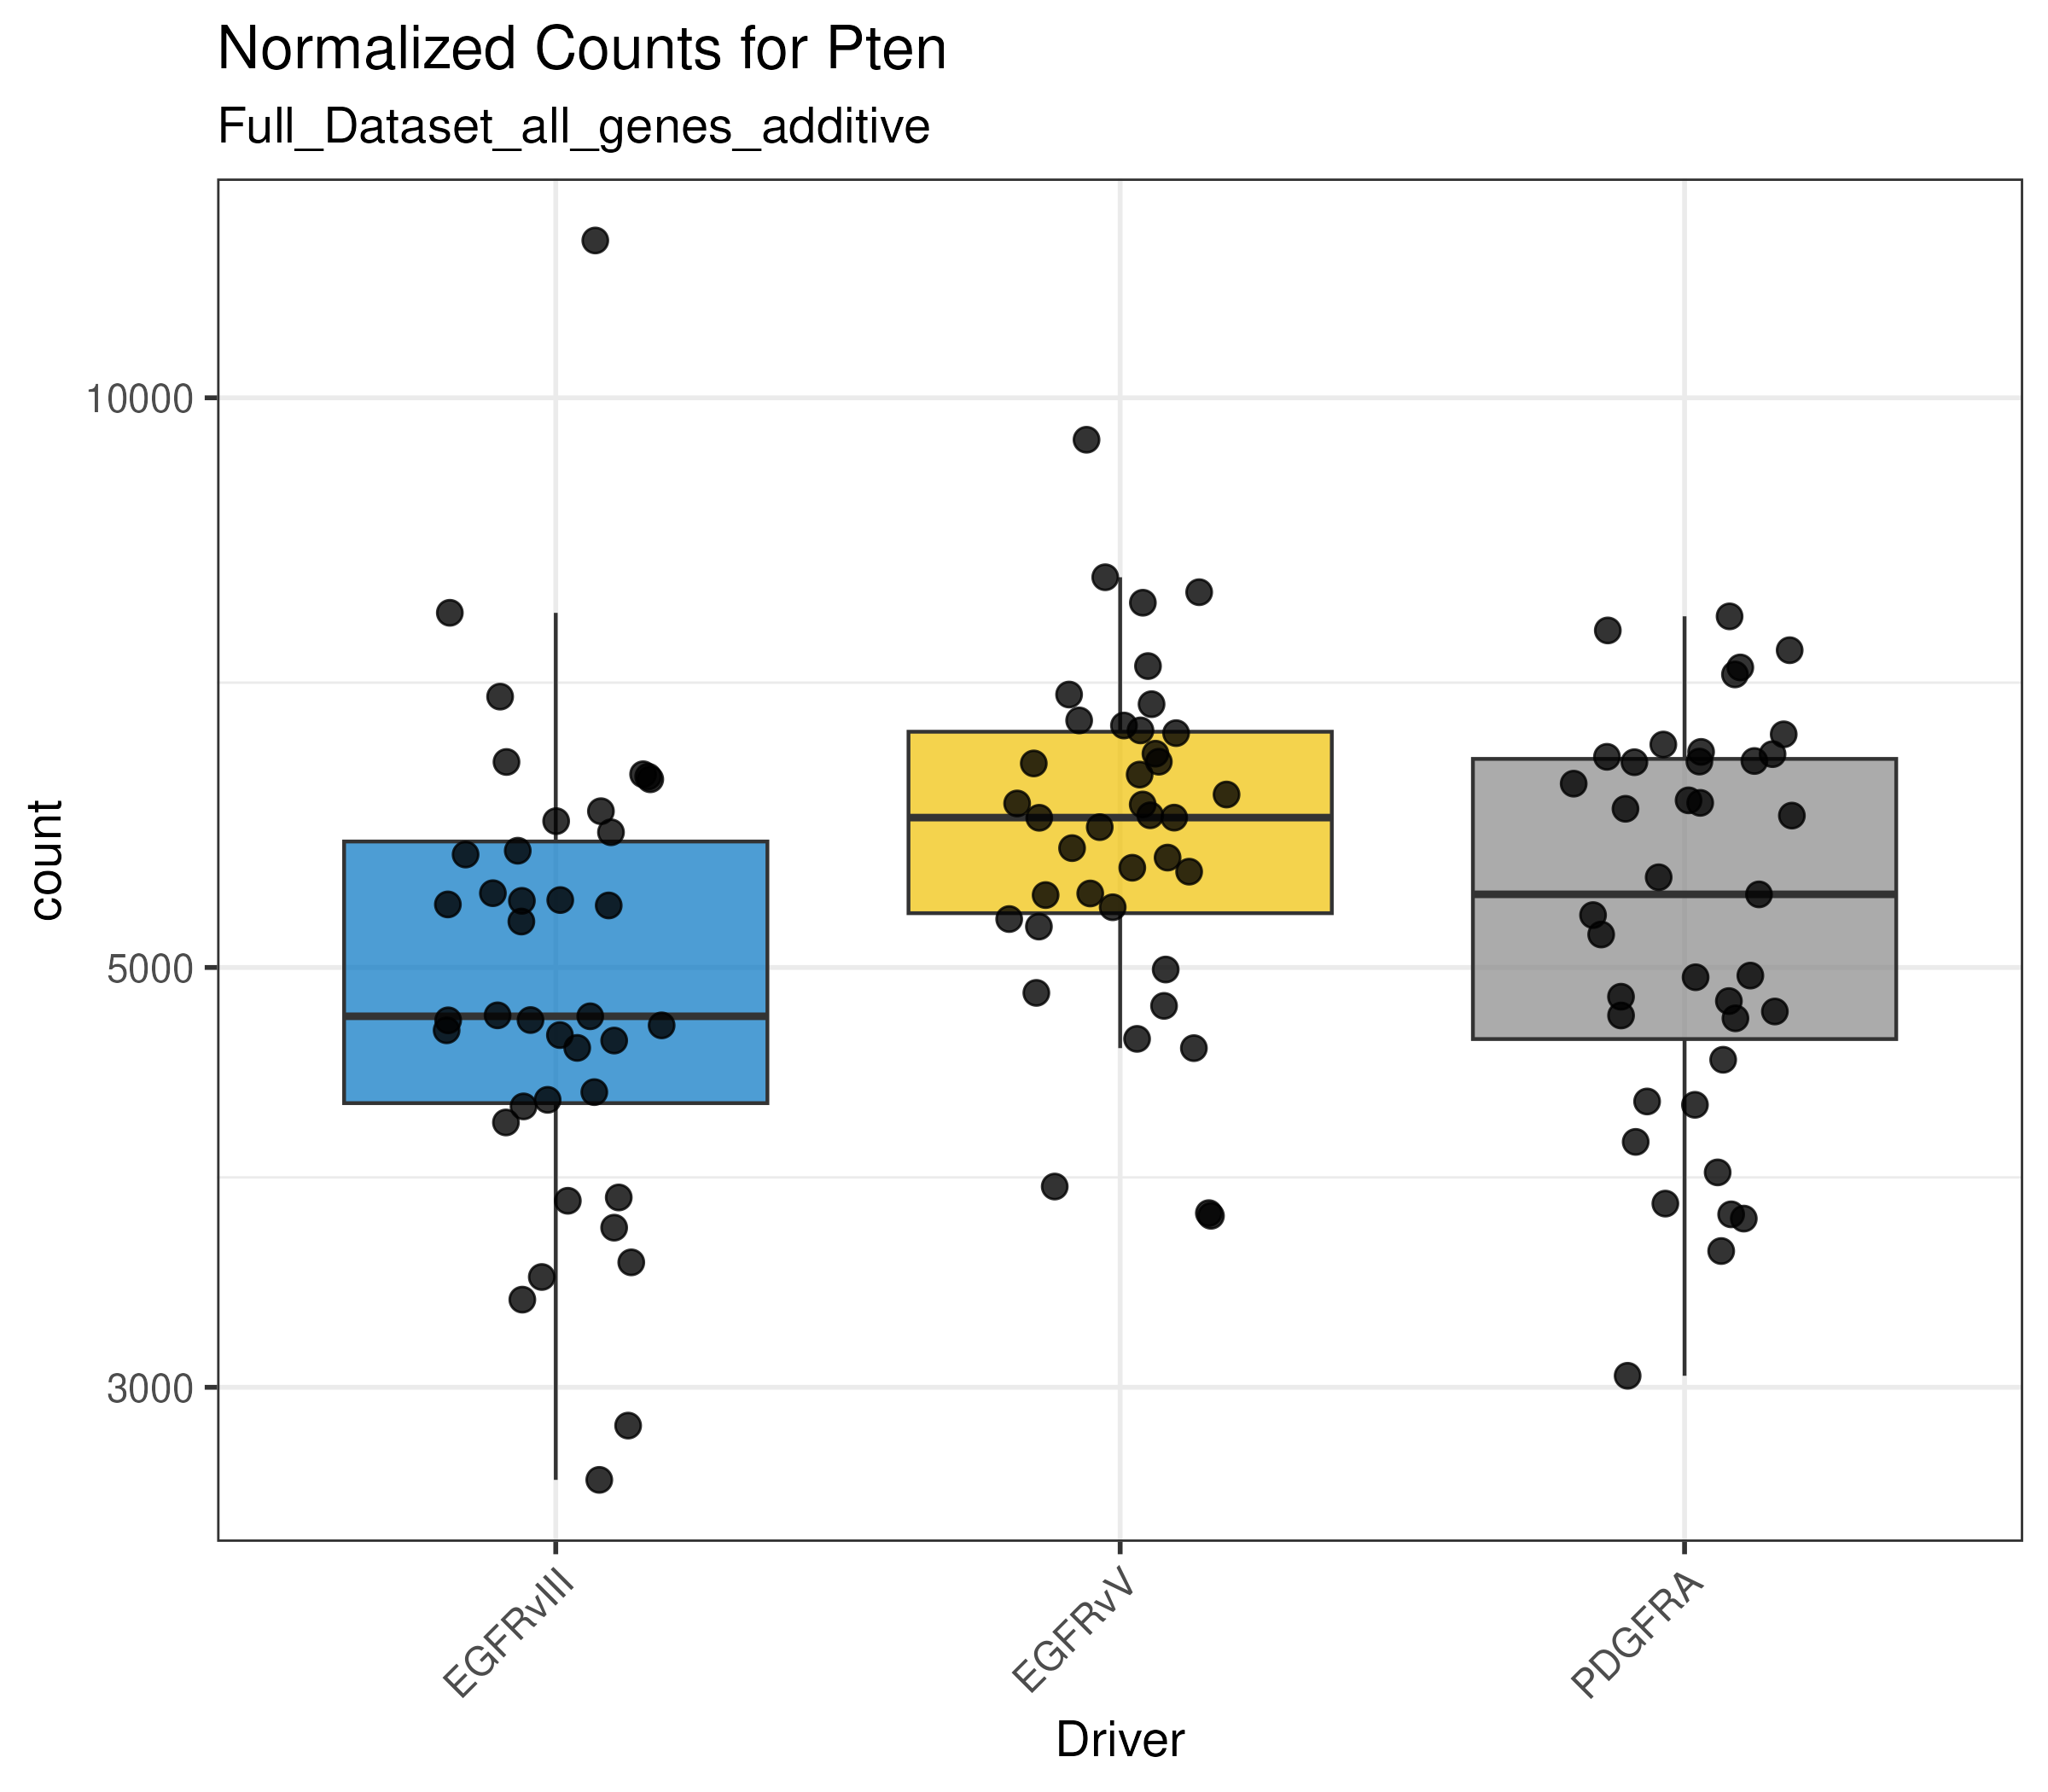 Normalized Counts for Pten
Full_Dataset_all_genes_additive
10000
5000
3000
count
EGFRvIII
EGFRvV
PDGFRA
Driver